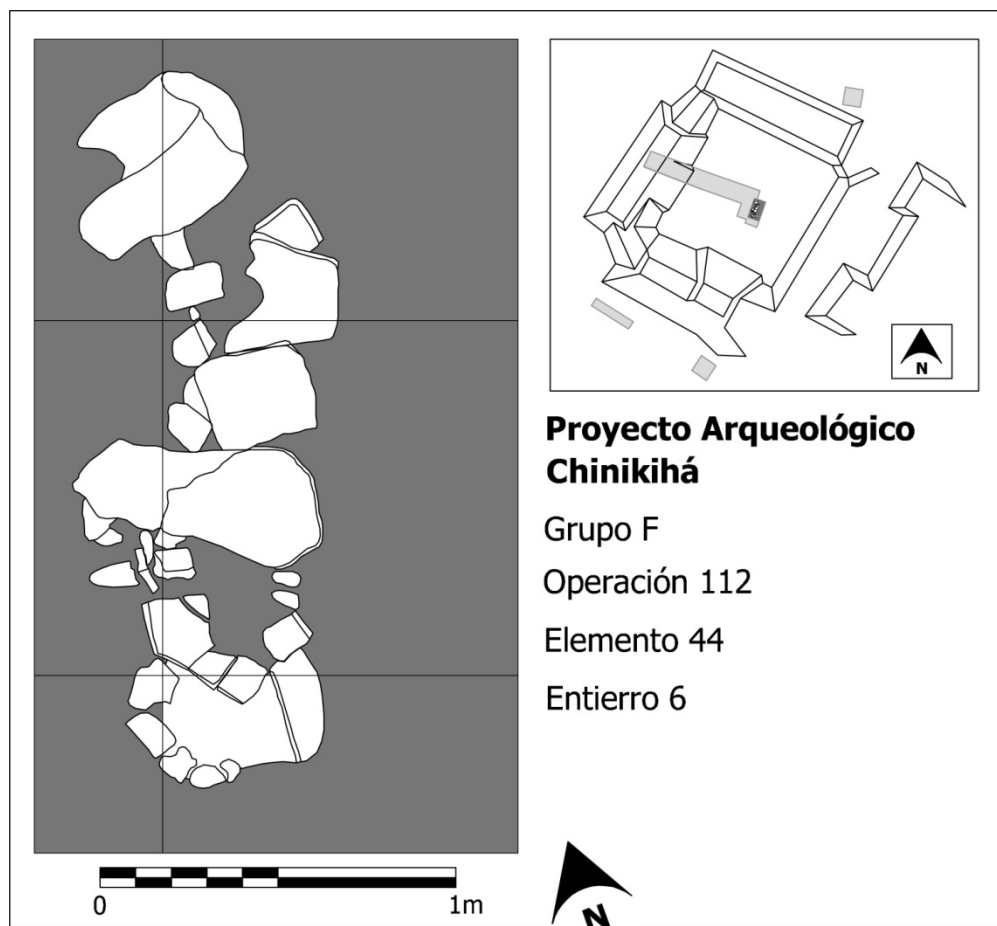 N
Proyecto Arqueológico
Chinikihá
Grupo F
Operación 112
Elemento 44
Entierro 6
0 1m
N